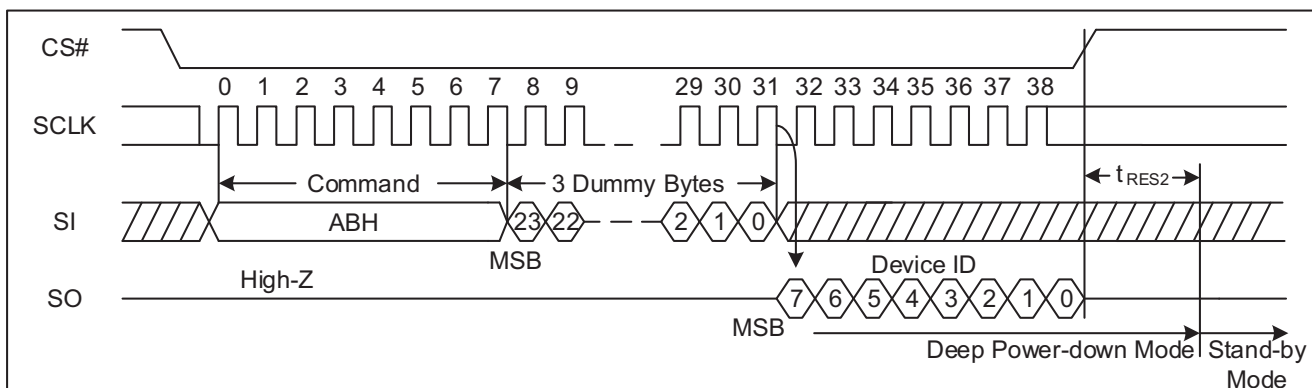 CS#
0 1 2 3 4 5 6 7 8 9 29 30 31 32 33 34 35 36 37 38
SCLK
Command 3 Dummy Bytes tRES2
SI ABH 23 22 2 1 0
MSB
High-Z Device ID
SO 7 6 5 4 3 2 1 0
MSB
Deep Power-down Mode Stand-by
Mode